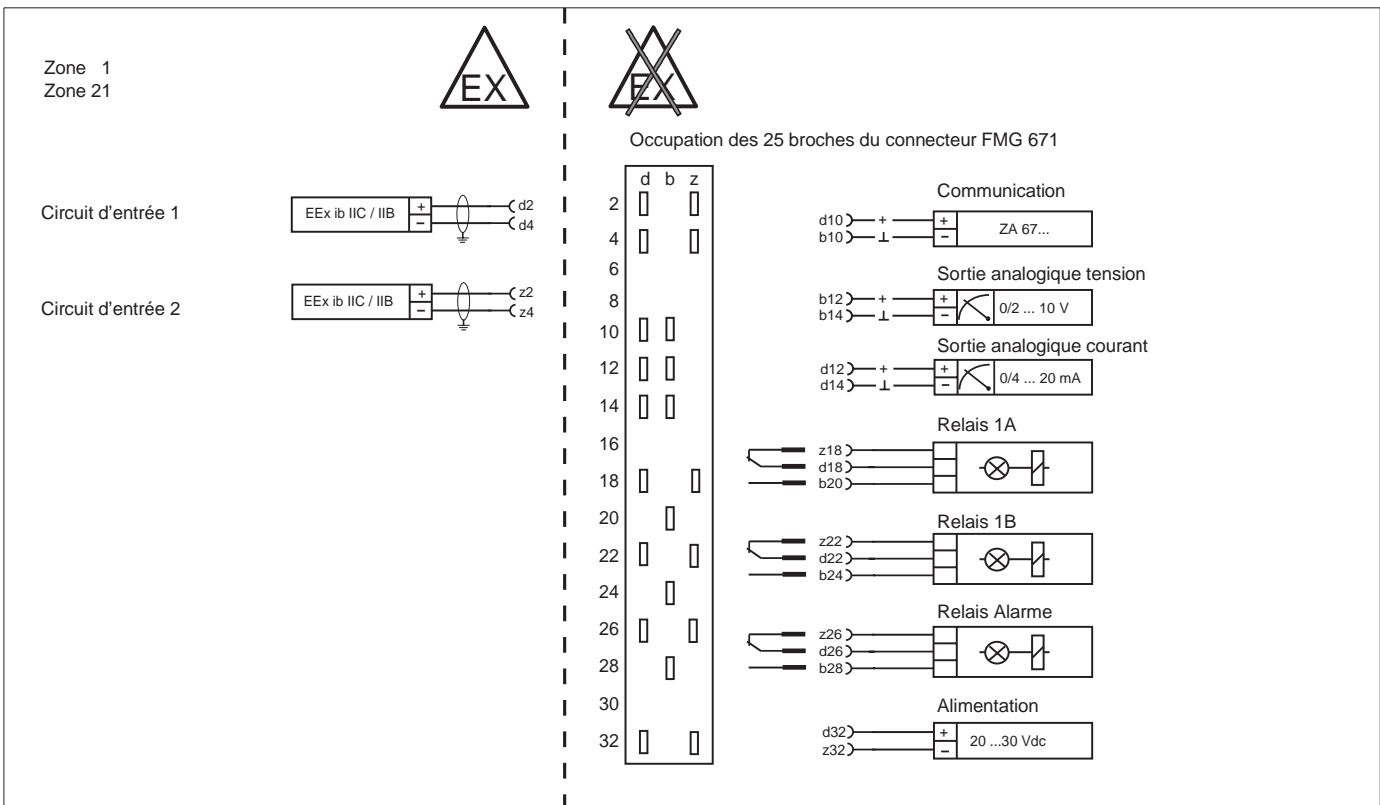 Zone 1
Zone 21
EX
EX
Occupation des 25 broches du connecteur FMG 671
Circuit d'entrée 1
EEx ib IIC / IIB
+
–
d2
d4
Circuit d'entrée 2
EEx ib IIC / IIB
+
–
z2
z4
d b z
2
4
6
8
10
12
14
16
18
20
22
24
26
28
30
32
Communication
d10 + +
b10 ⊥ –
ZA 67...
Sortie analogique tension
b12 + +
b14 ⊥ –
0/2 ... 10 V
Sortie analogique courant
d12 + +
d14 ⊥ –
0/4 ... 20 mA
Relais 1A
z18
d18
b20
Relais 1B
z22
d22
b24
Relais Alarme
z26
d26
b28
Alimentation
d32 +
z32 –
20 ...30 Vdc